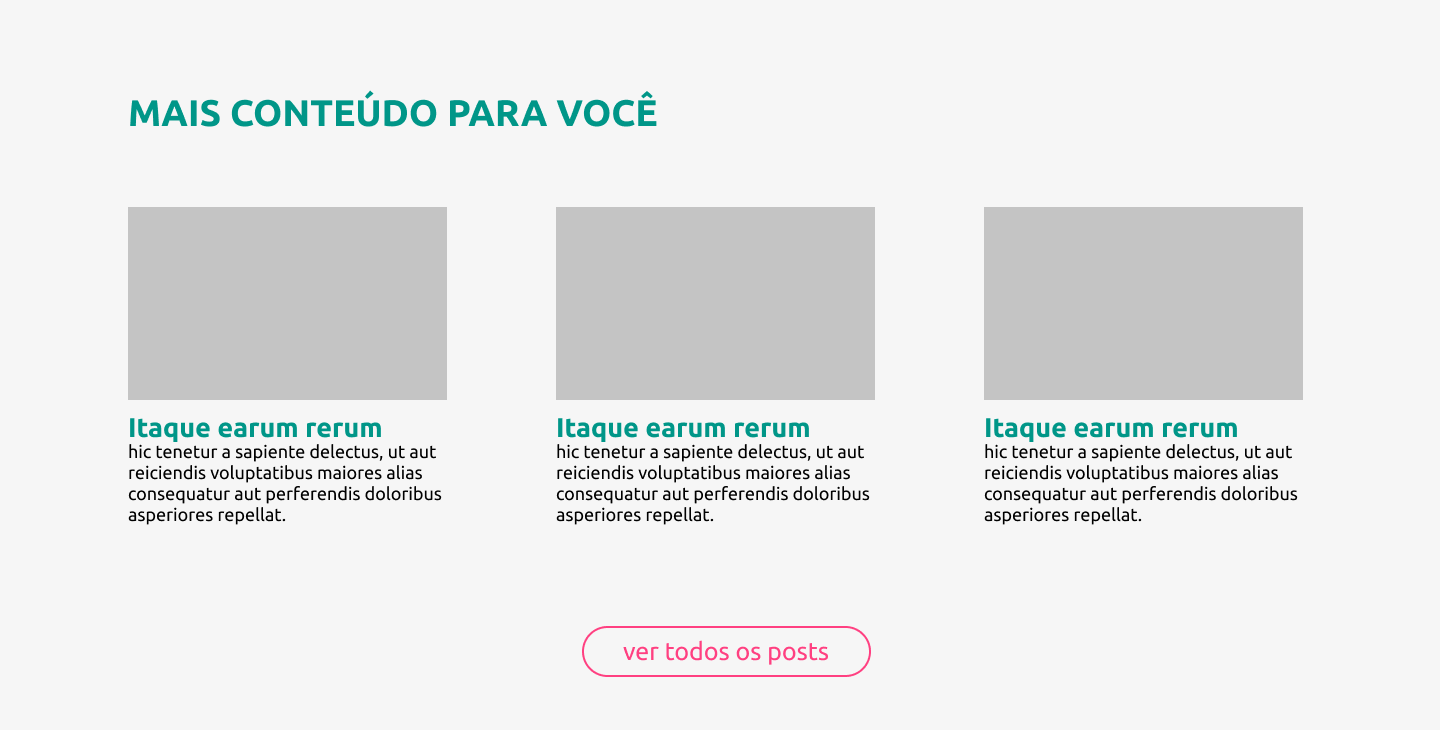 MAIS CONTEÚDO PARA VOCÊ
Itaque earum rerum
hic tenetur a sapiente delectus, ut aut
reiciendis voluptatibus maiores alias
consequatur aut perferendis doloribus
asperiores repellat.
Itaque earum rerum
hic tenetur a sapiente delectus, ut aut
reiciendis voluptatibus maiores alias
consequatur aut perferendis doloribus
asperiores repellat.
Itaque earum rerum
hic tenetur a sapiente delectus, ut aut
reiciendis voluptatibus maiores alias
consequatur aut perferendis doloribus
asperiores repellat.
ver todos os posts